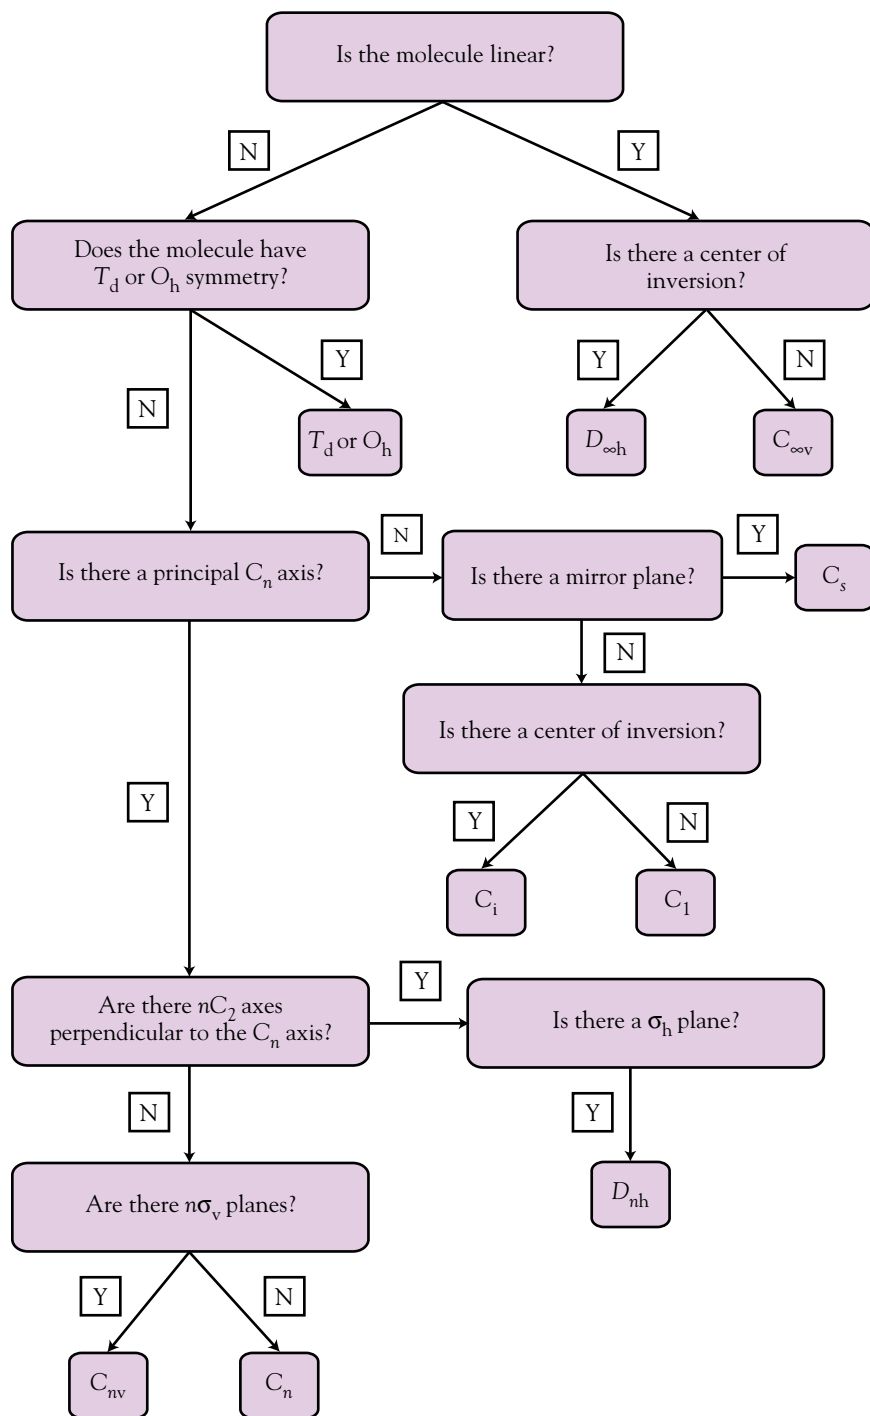 Is the molecule linear?
N
Y
Does the molecule have
T_d or O_h symmetry?
Is there a center of
inversion?
Y
Y
N
N
T_d or O_h
D_∞h
C_∞v
Is there a principal C_n axis?
N
Is there a mirror plane?
Y
C_s
N
Is there a center of inversion?
Y
Y
N
C_i
C_1
Are there nC_2 axes
perpendicular to the C_n axis?
Y
Is there a σ_h plane?
N
Y
Are there nσ_v planes?
D_nh
Y
N
C_nv
C_n